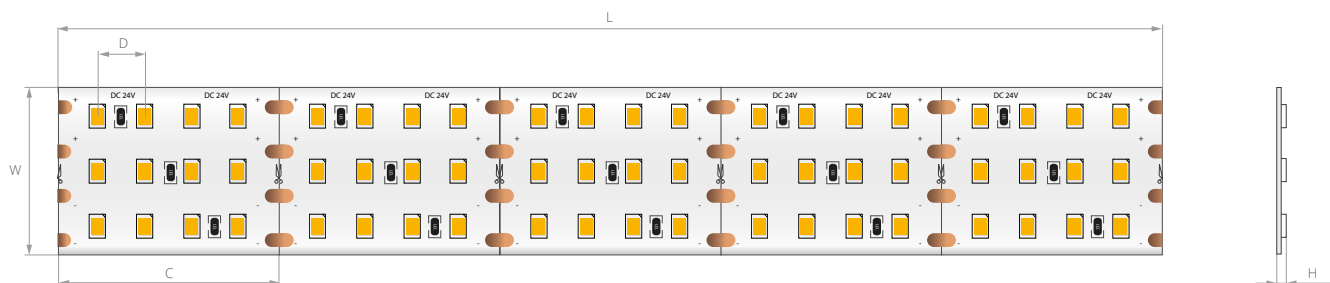 L
D
DC 24V DC 24V DC 24V DC 24V DC 24V DC 24V DC 24V DC 24V DC 24V DC 24V
+ + + + + + + + + +
+ + + + + + + + + +
W
- - - - - - - - - -
- - - - - - - - - -
C
H